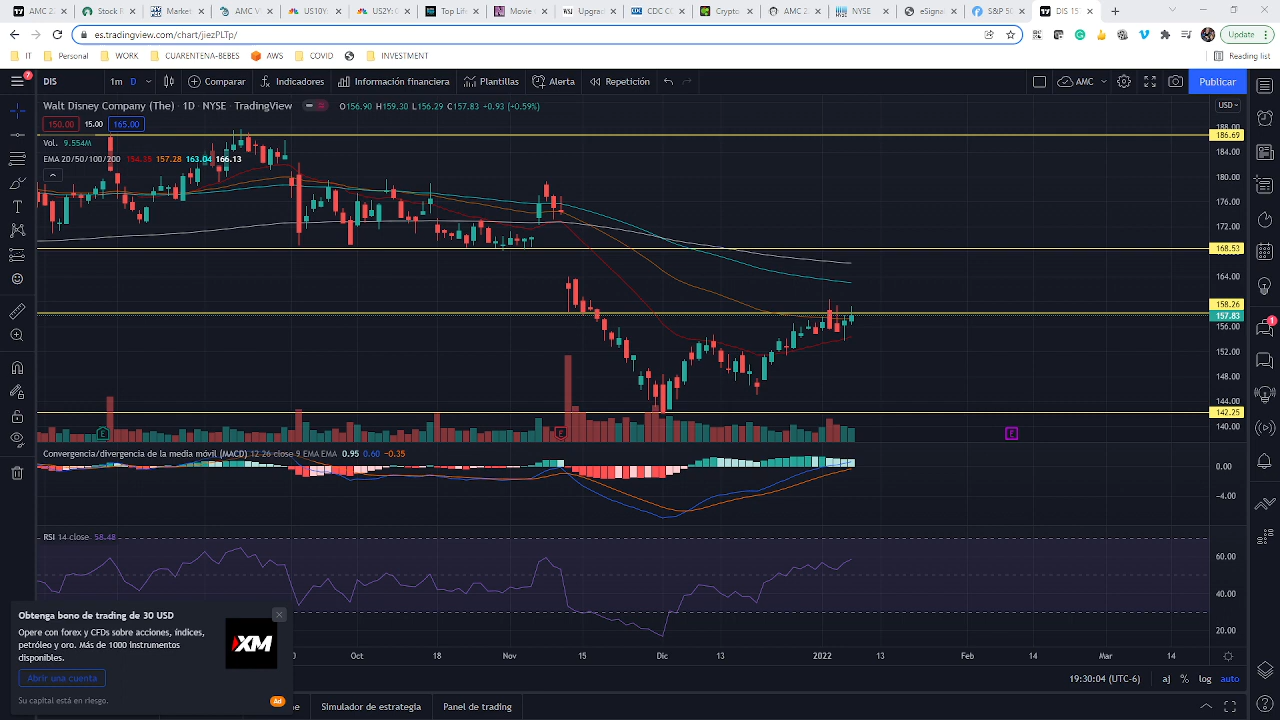 AMC 2
Stock F
Market
AMC V
US10Y
US2Y: C
Top Life
Movie
Upgrac
CDC CC
Crypto
AMC 2
NYSE
eSigna
S&P 50
DIS 15
es.tradingview.com/chart/jiezPLTp/
Update
IT
Personal
WORK
CUARENTENA-BEBES
AWS
COVID
INVESTMENT
Reading list
7
DIS
1m
D
Comparar
Indicadores
Información financiera
Plantillas
Alerta
Repetición
AMC
Publicar
Walt Disney Company (The) · 1D · NYSE · TradingView
O156.90 H159.30 L156.29 C157.83 +0.93 (+0.59%)
USD
150.00 15.00 165.00
Vol. 9.554M
EMA 20/50/100/200 154.35 157.28 163.04 166.13
188.00
186.69
184.00
180.00
176.00
172.00
168.53
164.00
158.26
157.83
156.00
152.00
148.00
144.00
142.25
140.00
E
E
E
1
Convergencia/divergencia de la media móvil (MACD) 12 26 close 9 EMA EMA 0.95 0.60 −0.35
0.00
−4.00
RSI 14 close 58.48
60.00
40.00
20.00
Obtenga bono de trading de 30 USD
Opere con forex y CFDs sobre acciones, índices,
petróleo y oro. Más de 1000 instrumentos
disponibles.
XM
Abrir una cuenta
Su capital está en riesgo.
Ad
Oct
18
Nov
15
Dic
13
2022
13
Feb
14
Mar
14
19:30:04 (UTC-6)
%
log
auto
Simulador de estrategia
Panel de trading